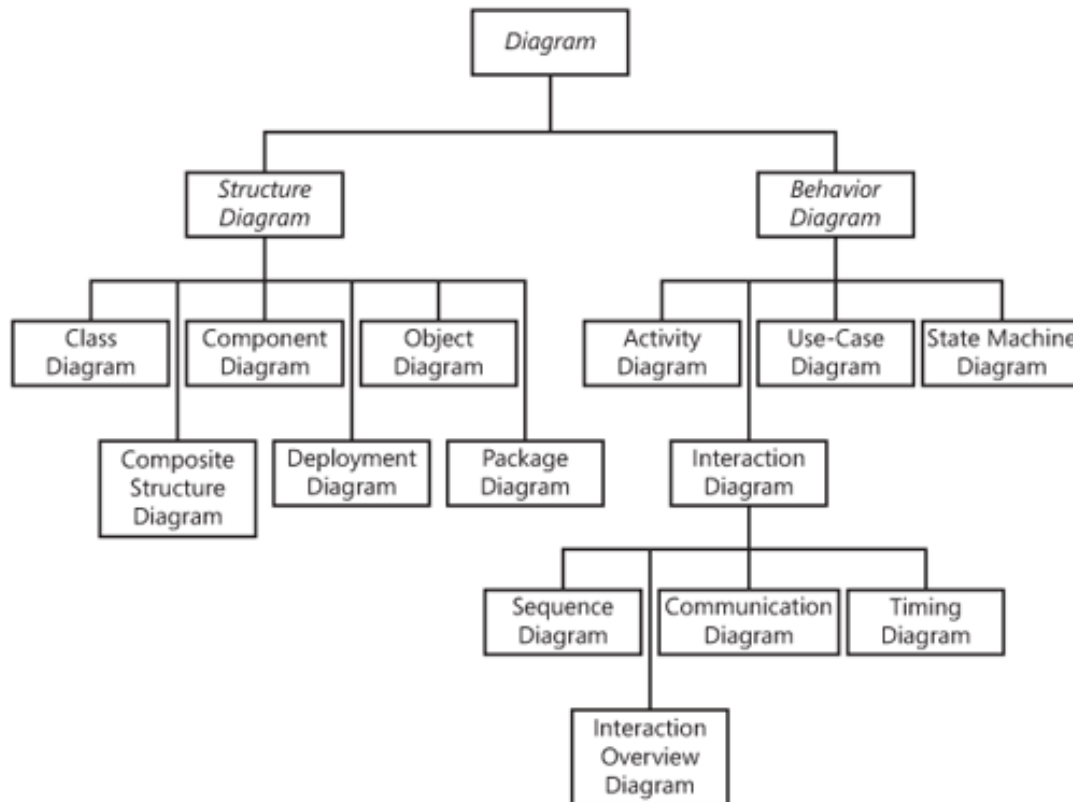 Diagram
Structure
Diagram
Behavior
Diagram
Class
Diagram
Component
Diagram
Object
Diagram
Activity
Diagram
Use-Case
Diagram
State Machine
Diagram
Composite
Structure
Diagram
Deployment
Diagram
Package
Diagram
Interaction
Diagram
Sequence
Diagram
Communication
Diagram
Timing
Diagram
Interaction
Overview
Diagram